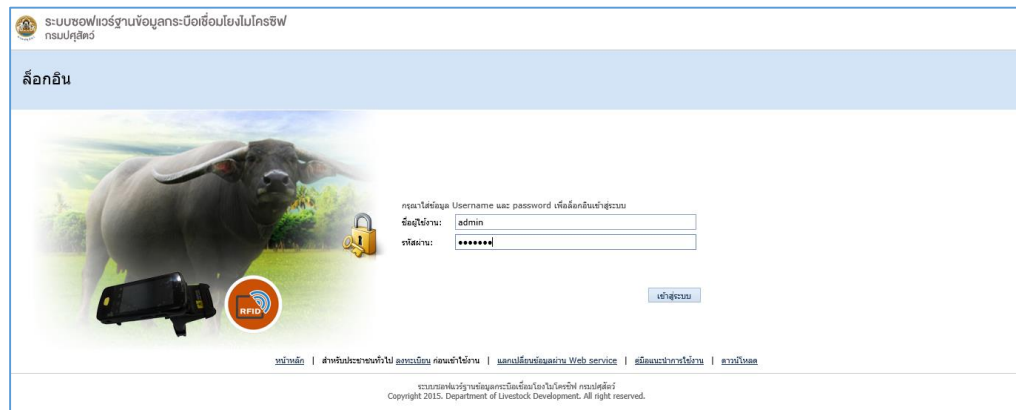 ระบบซอฟแวร์ฐานข้อมูลกระบือเชื่อมโยงไมโครชิฟ
กรมปศุสัตว์
ล็อกอิน
กรุณาใส่ข้อมูล Username และ password เพื่อล็อกอินเข้าสู่ระบบ
ชื่อผู้ใช้งาน: admin
รหัสผ่าน: •••••••
RFID
เข้าสู่ระบบ
หน้าหลัก | สำหรับประชาชนทั่วไป ลงทะเบียน ก่อนเข้าใช้งาน | แลกเปลี่ยนข้อมูลผ่าน Web service | คู่มือแนะนำการใช้งาน | ดาวน์โหลด
ระบบซอฟแวร์ฐานข้อมูลกระบือเชื่อมโยงไมโครชิฟ กรมปศุสัตว์
Copyright 2015. Department of Livestock Development. All right reserved.